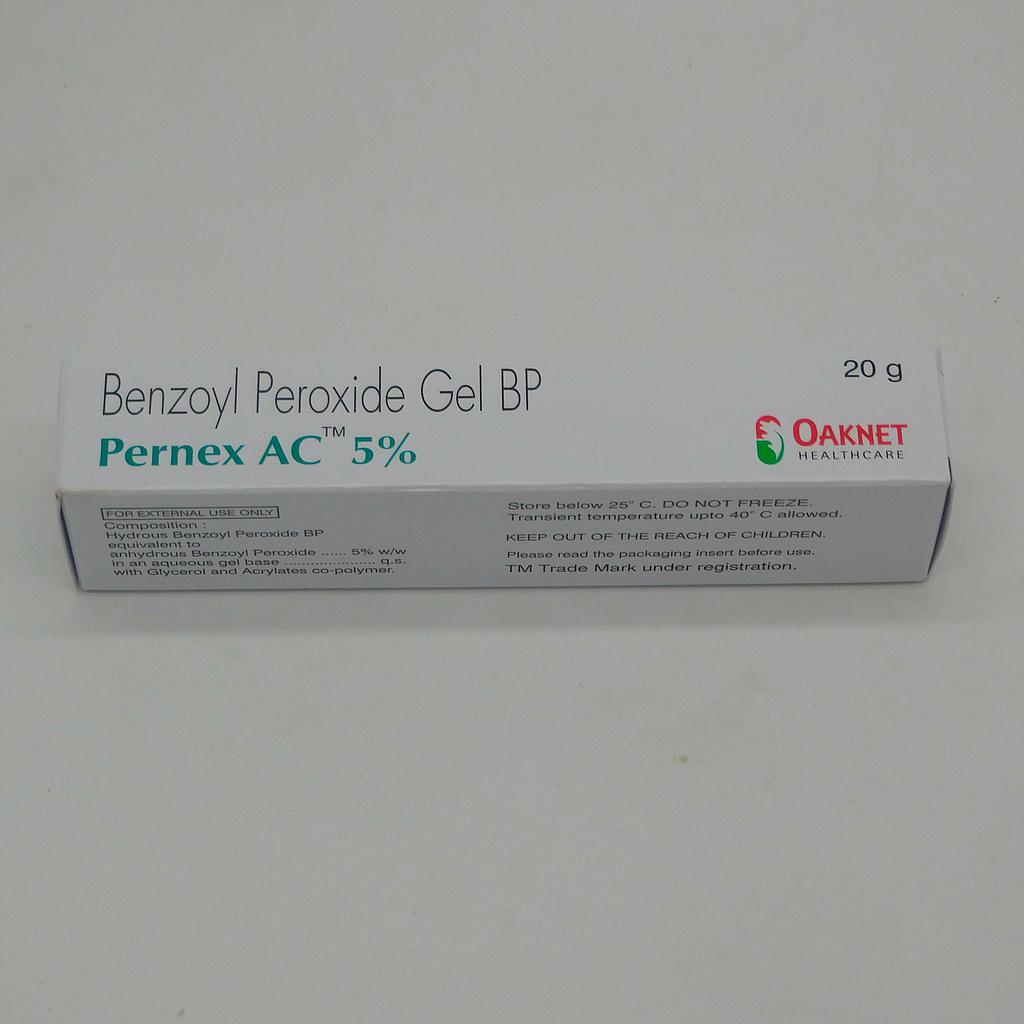 Benzoyl Peroxide Gel BP
Pernex AC™ 5%
20 g
OAKNET
HEALTHCARE
FOR EXTERNAL USE ONLY
Composition :
Hydrous Benzoyl Peroxide BP
equivalent to
anhydrous Benzoyl Peroxide ...... 5% w/w
in an aqueous gel base ...................... q.s.
with Glycerol and Acrylates co-polymer.
Store below 25° C. DO NOT FREEZE.
Transient temperature upto 40° C allowed.
KEEP OUT OF THE REACH OF CHILDREN.
Please read the packaging insert before use.
TM Trade Mark under registration.